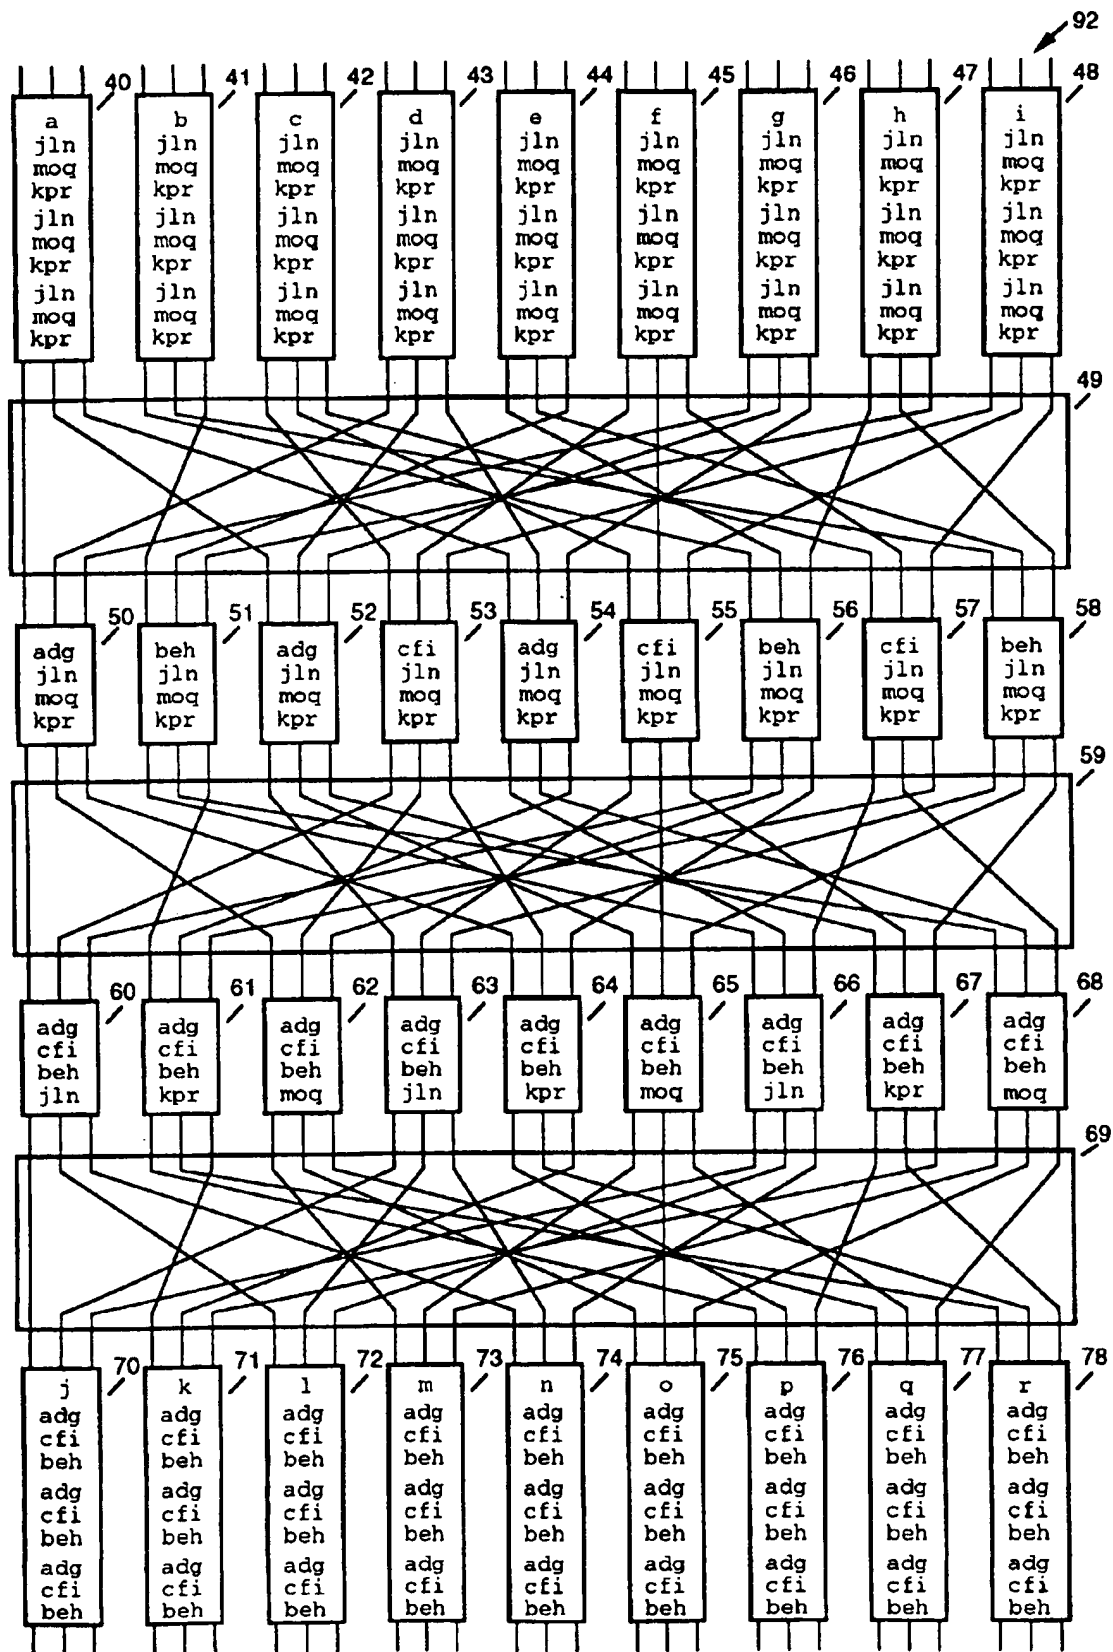 92
40 41 42 43 44 45 46 47 48
a b c d e f g h i
jln jln jln jln jln jln jln jln jln
moq moq moq moq moq moq moq moq moq
kpr kpr kpr kpr kpr kpr kpr kpr kpr
jln jln jln jln jln jln jln jln jln
moq moq moq moq moq moq moq moq moq
kpr kpr kpr kpr kpr kpr kpr kpr kpr
jln jln jln jln jln jln jln jln jln
moq moq moq moq moq moq moq moq moq
kpr kpr kpr kpr kpr kpr kpr kpr kpr
49
50 51 52 53 54 55 56 57 58
adg beh adg cfi adg cfi beh cfi beh
jln jln jln jln jln jln jln jln jln
moq moq moq moq moq moq moq moq moq
kpr kpr kpr kpr kpr kpr kpr kpr kpr
59
60 61 62 63 64 65 66 67 68
adg adg adg adg adg adg adg adg adg
cfi cfi cfi cfi cfi cfi cfi cfi cfi
beh beh beh beh beh beh beh beh beh
jln kpr moq jln kpr moq jln kpr moq
69
70 71 72 73 74 75 76 77 78
j k l m n o p q r
adg adg adg adg adg adg adg adg adg
cfi cfi cfi cfi cfi cfi cfi cfi cfi
beh beh beh beh beh beh beh beh beh
adg adg adg adg adg adg adg adg adg
cfi cfi cfi cfi cfi cfi cfi cfi cfi
beh beh beh beh beh beh beh beh beh
adg adg adg adg adg adg adg adg adg
cfi cfi cfi cfi cfi cfi cfi cfi cfi
beh beh beh beh beh beh beh beh beh